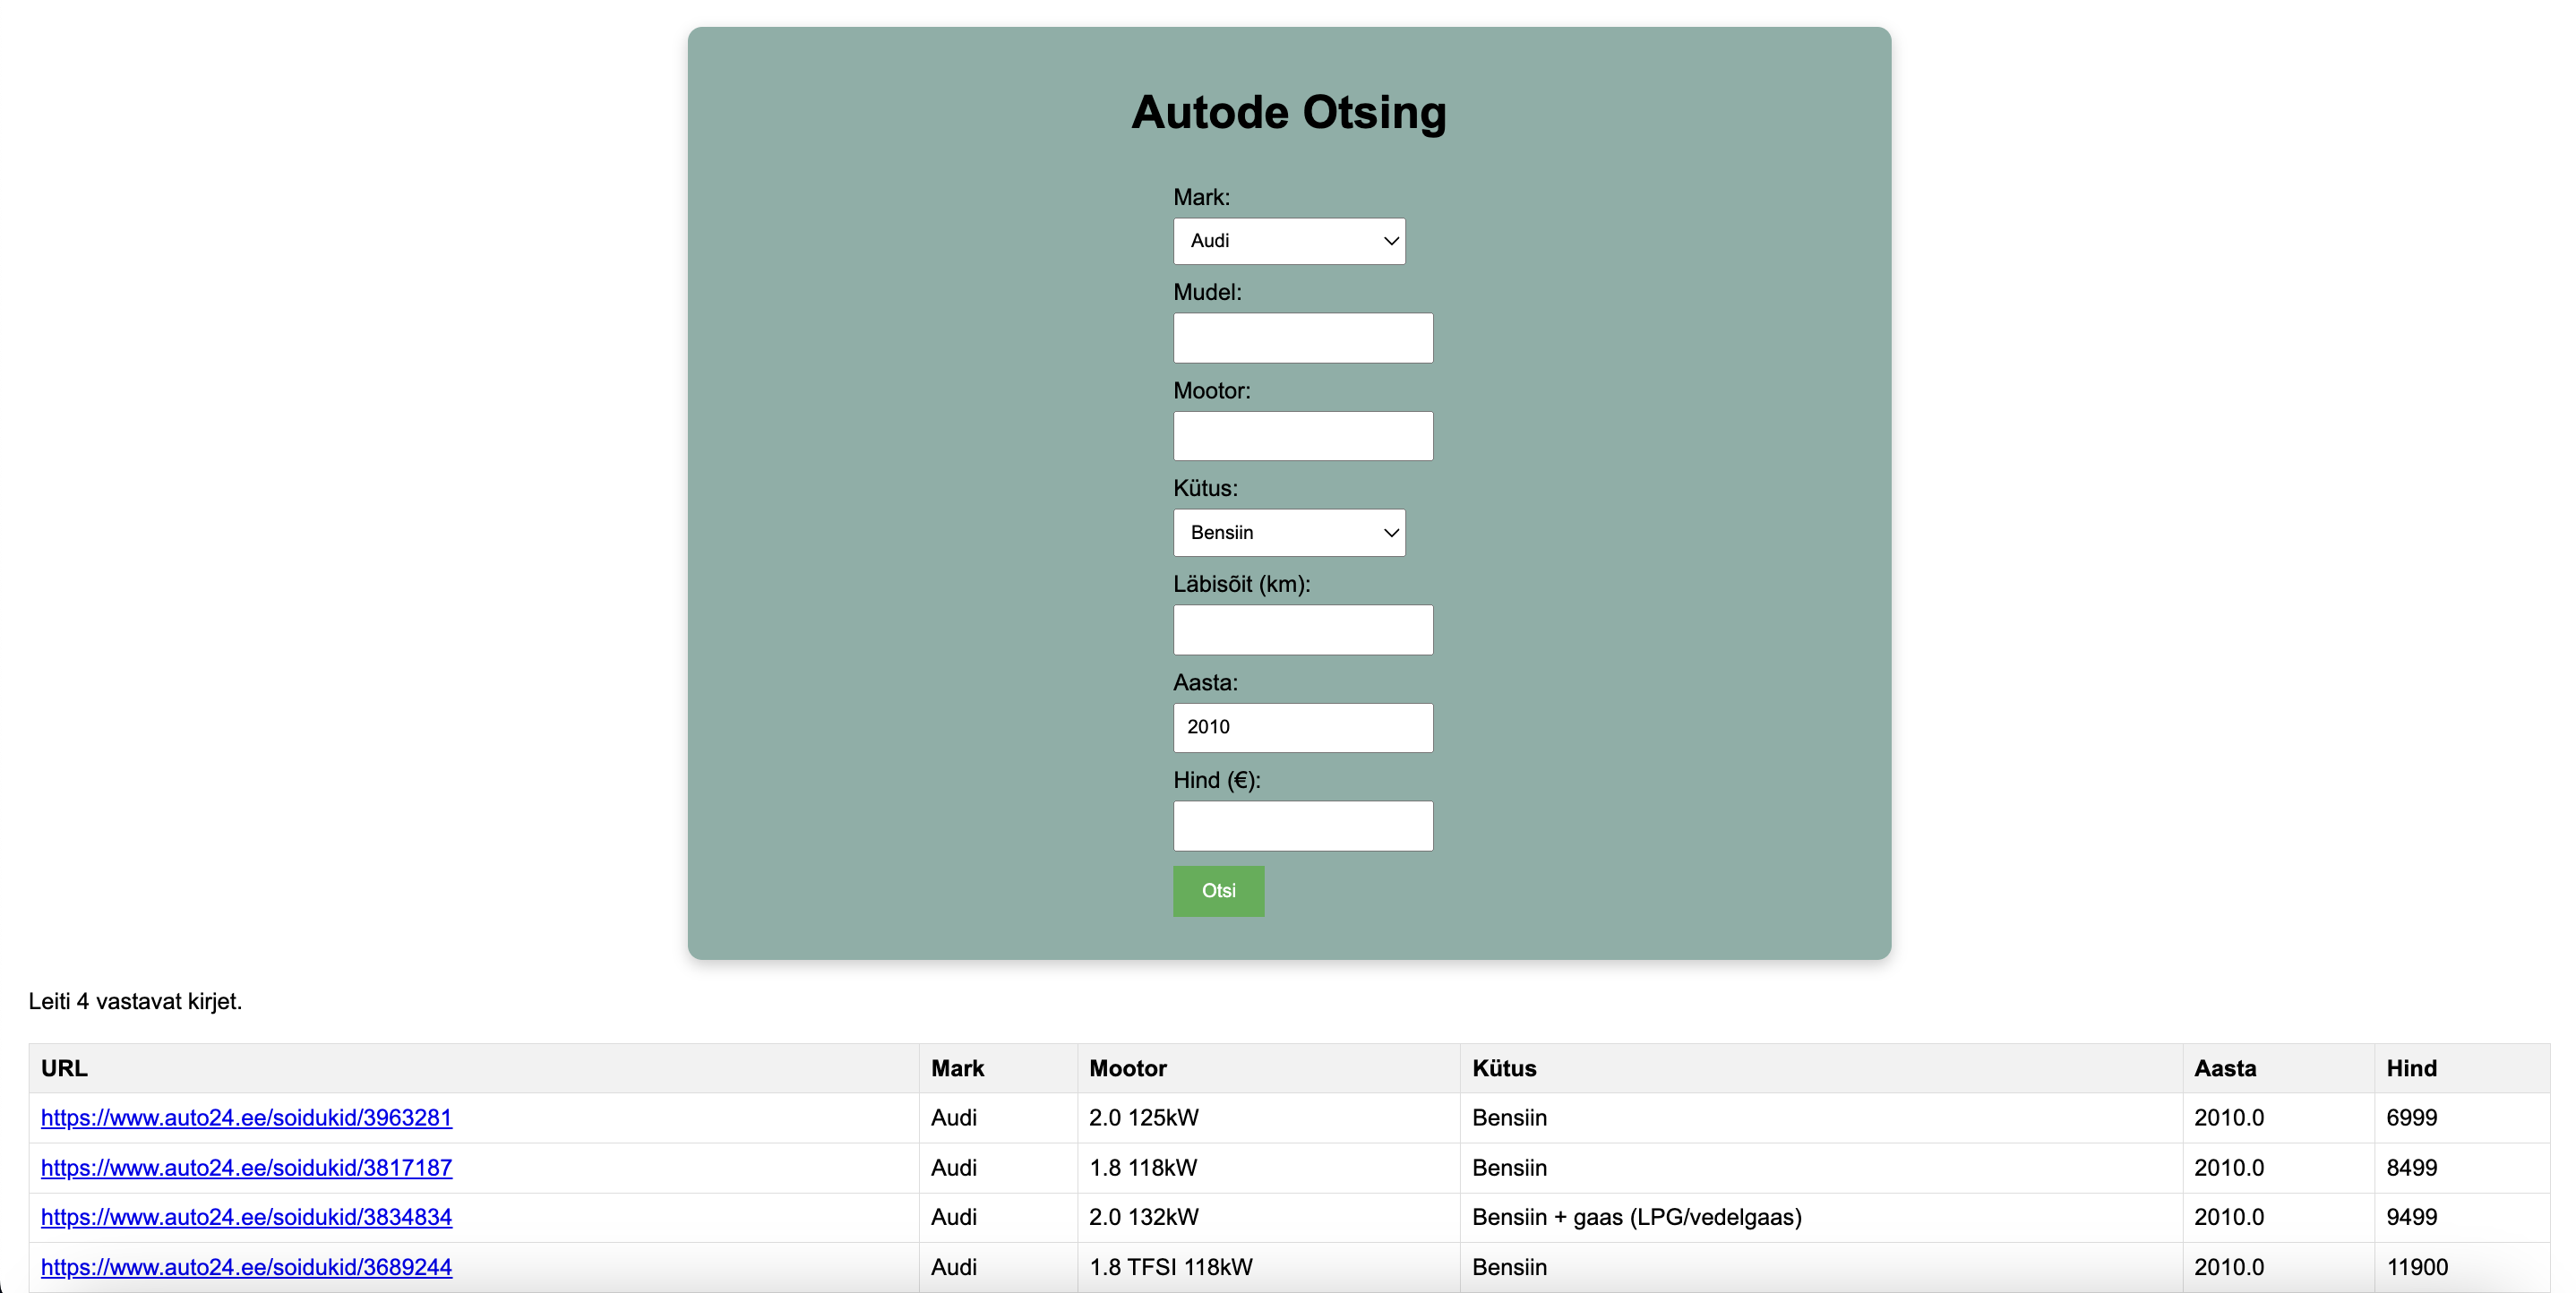 Autode Otsing
Mark:
Audi
Mudel:
Mootor:
Kütus:
Bensiin
Läbisõit (km):
Aasta:
2010
Hind (€):
Otsi
Leiti 4 vastavat kirjet.
URL Mark Mootor Kütus Aasta Hind
https://www.auto24.ee/soidukid/3963281 Audi 2.0 125kW Bensiin 2010.0 6999
https://www.auto24.ee/soidukid/3817187 Audi 1.8 118kW Bensiin 2010.0 8499
https://www.auto24.ee/soidukid/3834834 Audi 2.0 132kW Bensiin + gaas (LPG/vedelgaas) 2010.0 9499
https://www.auto24.ee/soidukid/3689244 Audi 1.8 TFSI 118kW Bensiin 2010.0 11900